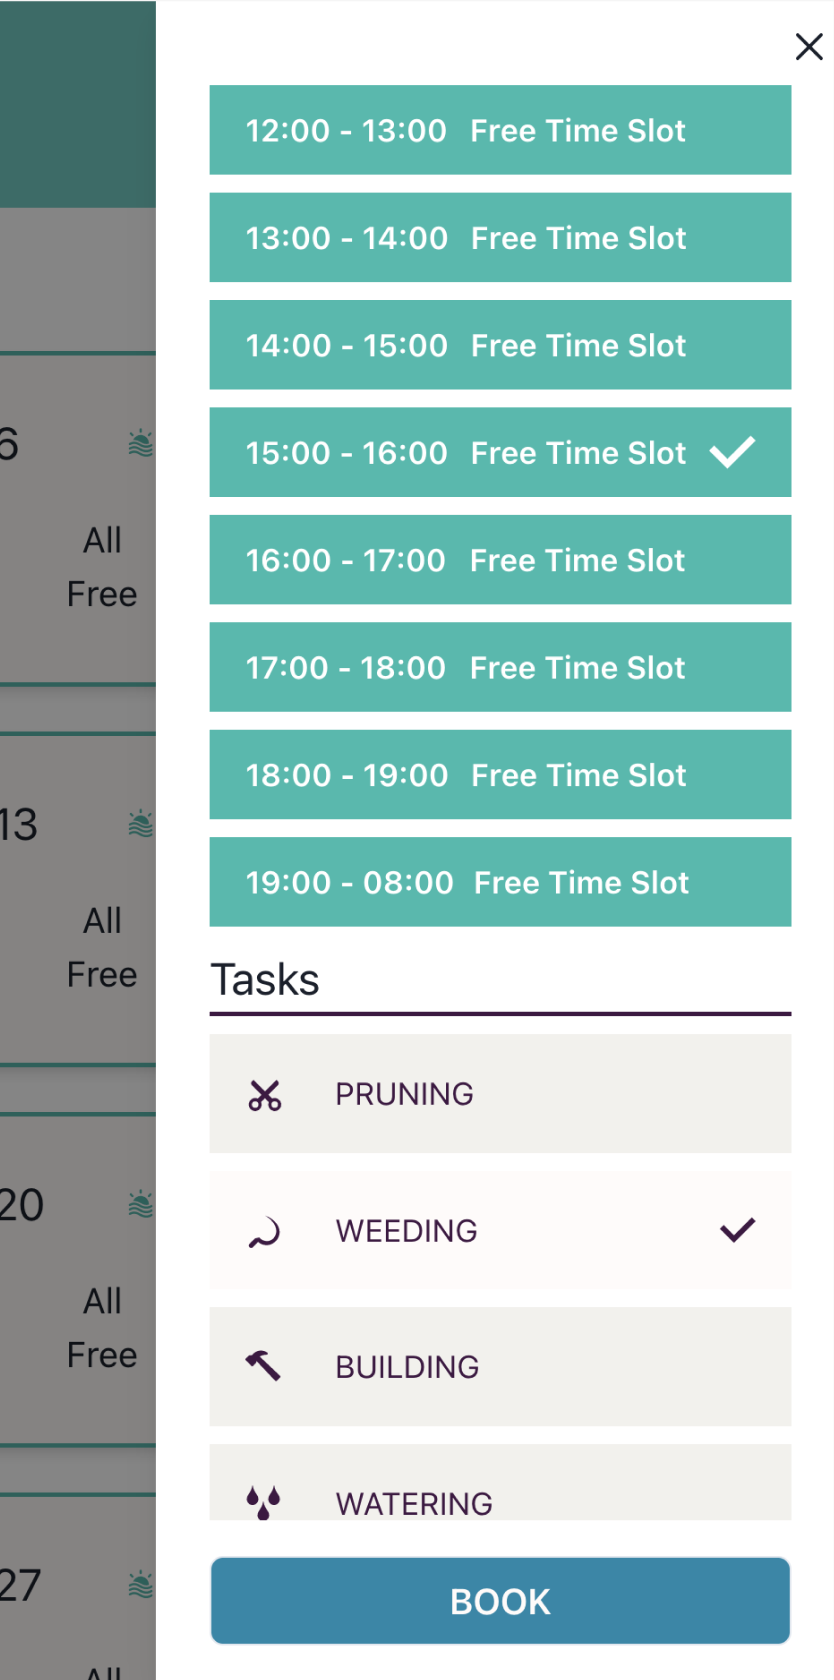 12:00 - 13:00 Free Time Slot
13:00 - 14:00 Free Time Slot
14:00 - 15:00 Free Time Slot
15:00 - 16:00 Free Time Slot
16:00 - 17:00 Free Time Slot
17:00 - 18:00 Free Time Slot
18:00 - 19:00 Free Time Slot
19:00 - 08:00 Free Time Slot
Tasks
PRUNING
WEEDING
BUILDING
WATERING
BOOK
6
All
Free
13
All
Free
20
All
Free
27
All